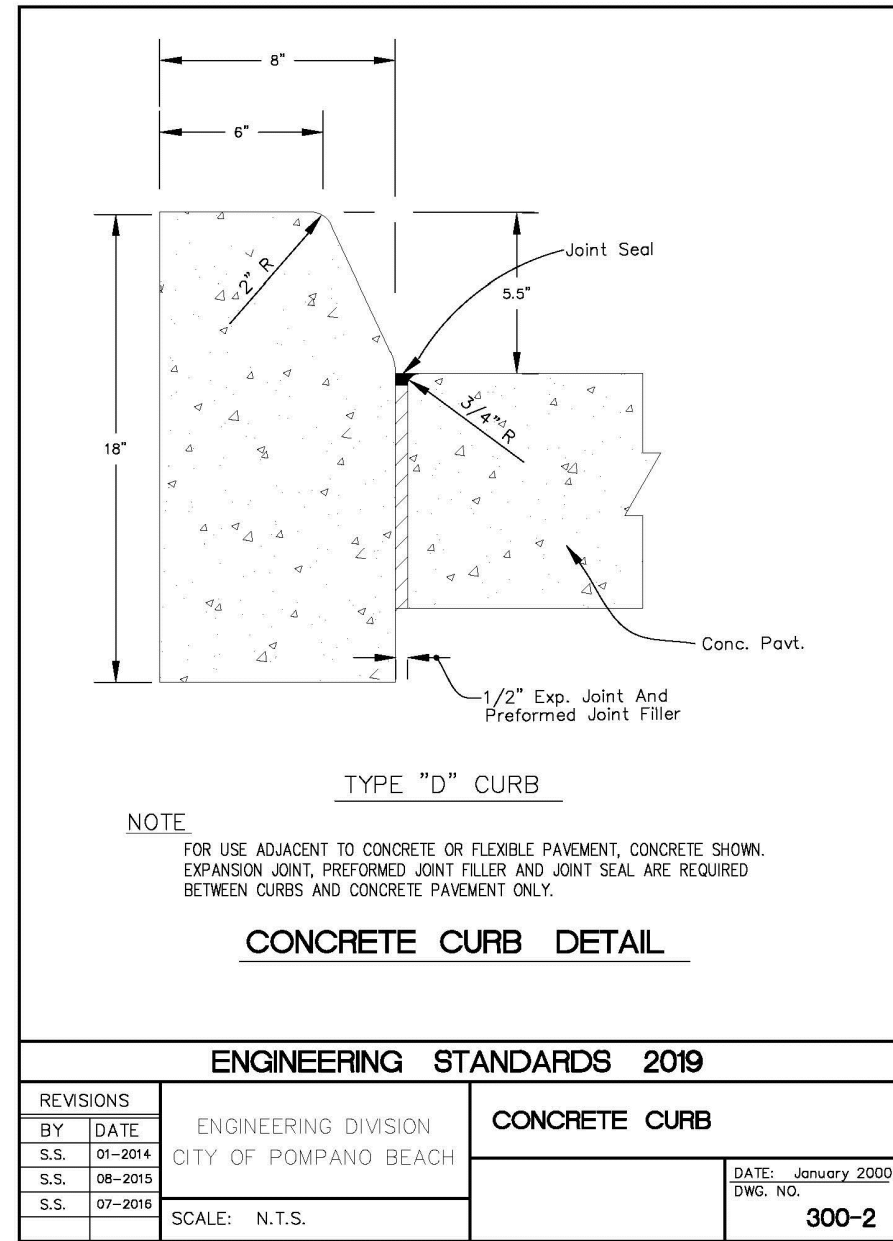 8"
6"
Joint Seal
2" R
5.5"
3/4" R
18"
Conc. Pavt.
1/2" Exp. Joint And
Preformed Joint Filler
TYPE "D" CURB
NOTE
FOR USE ADJACENT TO CONCRETE OR FLEXIBLE PAVEMENT, CONCRETE SHOWN.
EXPANSION JOINT, PREFORMED JOINT FILLER AND JOINT SEAL ARE REQUIRED
BETWEEN CURBS AND CONCRETE PAVEMENT ONLY.
CONCRETE CURB DETAIL
ENGINEERING STANDARDS 2019
REVISIONS
BY DATE
S.S. 01-2014
S.S. 08-2015
S.S. 07-2016
ENGINEERING DIVISION
CITY OF POMPANO BEACH
SCALE: N.T.S.
CONCRETE CURB
DATE: January 2000
DWG. NO.
300-2